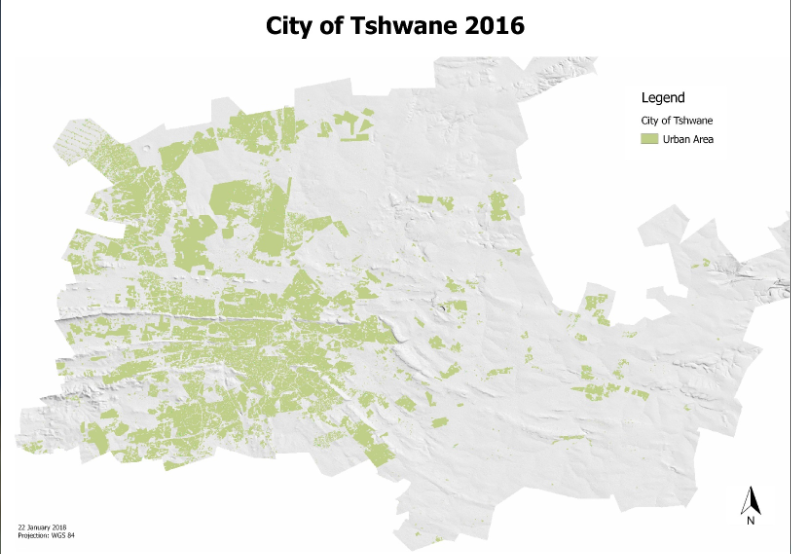 City of Tshwane 2016
Legend
City of Tshwane
Urban Area
N
22 January 2018
Projection: WGS 84